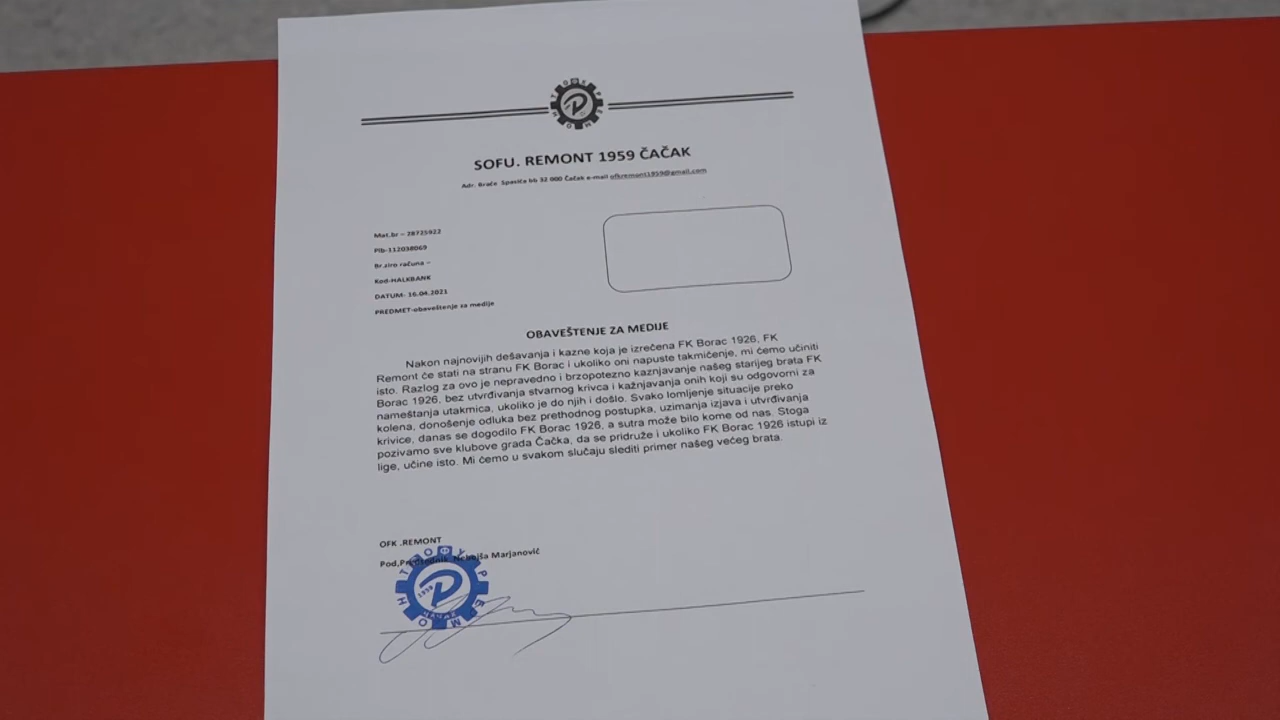 SOFU. REMONT 1959 ČAČAK
Adr. Braće Spasića bb 32 000 Čačak e-mail ofkremont1859@gmail.com
Mat.br – 28725922
Pib-112038069
Br.ziro računa –
Kod-HALKBANK
DATUM- 16.04.2021
PREDMET-obaveštenje sa medije
OBAVEŠTENJE ZA MEDIJE
Nakon najnovijih dešavanja i kazne koja je izrečena FK Borac 1926, FK
Remont će stati na stranu FK Borac i ukoliko oni napuste takmičenje, mi ćemo učiniti
isto. Razlog za ovo je nepravedno i brzopotezno kaznjavanje našeg starijeg brata FK
Borac 1926, bez utvrđivanja stvarnog krivca i kažnjavanja onih koji su odgovorni za
nameštanja utakmica, ukoliko je do njih i došlo. Svako lomljenje situacije preko
kolena, donošenje odluka bez prethodnog postupka, uzimanja izjava i utvrđivanja
krivice, danas se dogodilo FK Borac 1926, a sutra može bilo kome od nas. Stoga
pozivamo sve klubove grada Čačka, da se pridruže i ukoliko FK Borac 1926 istupi iz
lige, učine isto. Mi ćemo u svakom slučaju slediti primer našeg većeg brata.
OFK .REMONT
Pod,Predsednik Nebojša Marjanović
1959